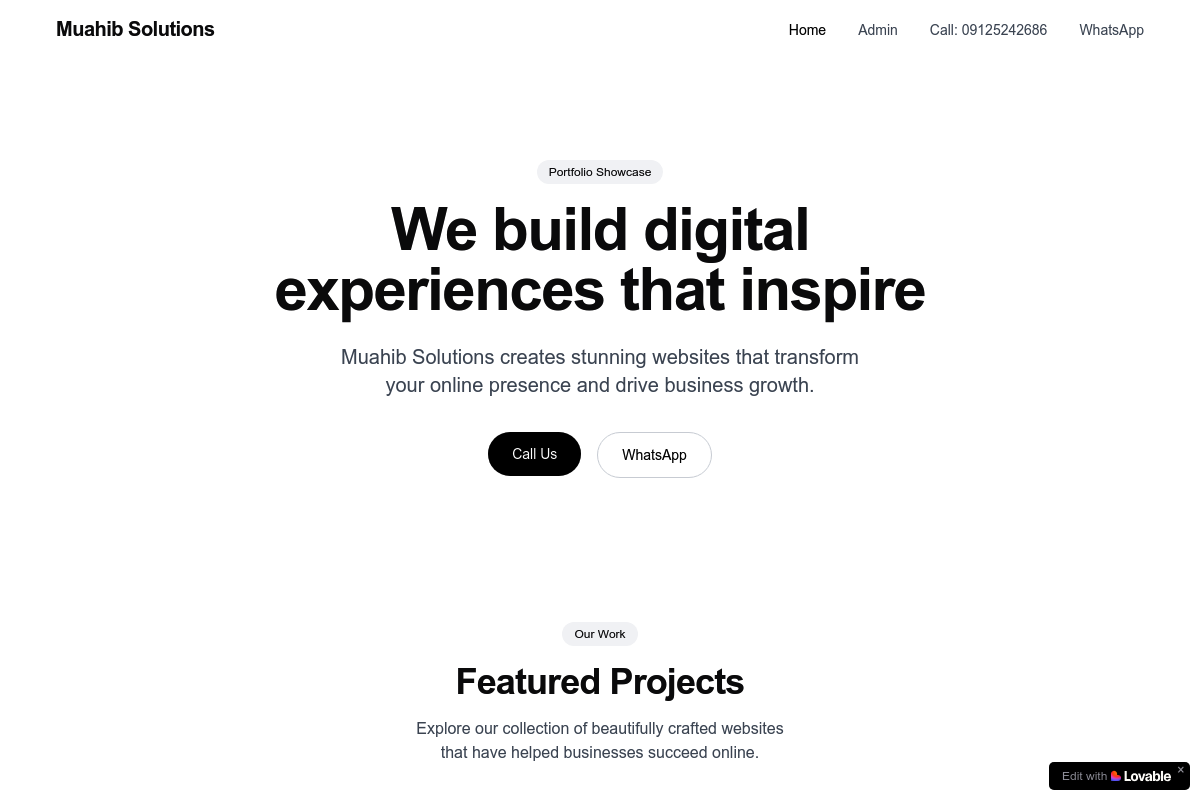 Muahib Solutions
Home Admin Call: 09125242686 WhatsApp
Portfolio Showcase
We build digital
experiences that inspire
Muahib Solutions creates stunning websites that transform
your online presence and drive business growth.
Call Us WhatsApp
Our Work
Featured Projects
Explore our collection of beautifully crafted websites
that have helped businesses succeed online.
Edit with Lovable ×